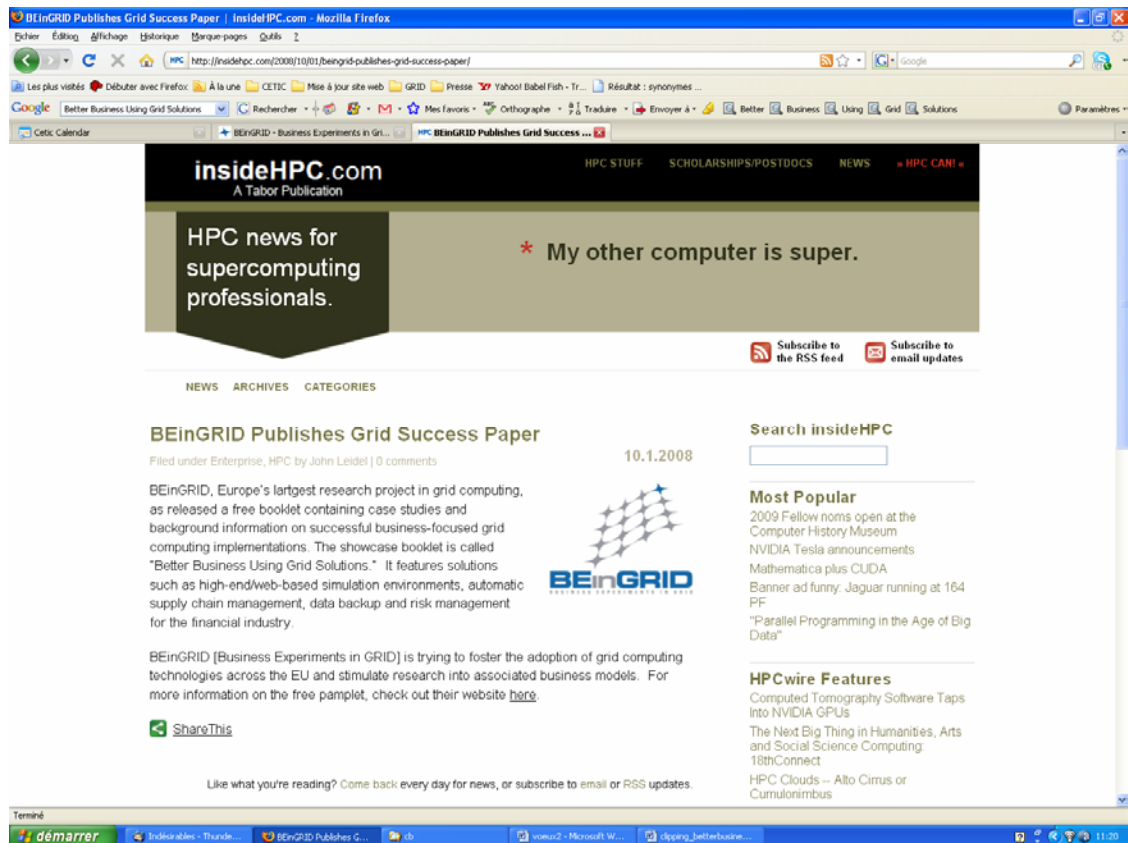 BEinGRID Publishes Grid Success Paper | insideHPC.com - Mozilla Firefox
Fichier Édition Affichage Historique Marque-pages Outils ?
HPC http://insidehpc.com/2008/10/01/beingrid-publishes-grid-success-paper/ Google
Les plus visités Débuter avec Firefox À la une CETIC Mise à jour site web GRID Presse Yahoo! Babel Fish - Tr... Résultat : synonymes ...
Google Better Business Using Grid Solutions Rechercher Mes favoris Orthographe Traduire Envoyer à Better Business Using Grid Solutions Paramètres
Cetic Calendar BEinGRID - Business Experiments in Gri... HPC BEinGRID Publishes Grid Success ...
insideHPC.com
A Tabor Publication
HPC STUFF SCHOLARSHIPS/POSTDOCS NEWS » HPC CAN! «
HPC news for
supercomputing
professionals.
* My other computer is super.
Subscribe to
the RSS feed
Subscribe to
email updates
NEWS ARCHIVES CATEGORIES
BEinGRID Publishes Grid Success Paper
Filed under Enterprise, HPC by John Leidel | 0 comments
10.1.2008
BEinGRID, Europe's lartgest research project in grid computing,
as released a free booklet containing case studies and
background information on successful business-focused grid
computing implementations. The showcase booklet is called
"Better Business Using Grid Solutions." It features solutions
such as high-end/web-based simulation environments, automatic
supply chain management, data backup and risk management
for the financial industry.
BEinGRID
BUSINESS EXPERIMENTS IN GRID
BEinGRID [Business Experiments in GRID] is trying to foster the adoption of grid computing
technologies across the EU and stimulate research into associated business models. For
more information on the free pamplet, check out their website here.
ShareThis
Like what you're reading? Come back every day for news, or subscribe to email or RSS updates.
Search insideHPC
Most Popular
2009 Fellow noms open at the
Computer History Museum
NVIDIA Tesla announcements
Mathematica plus CUDA
Banner ad funny: Jaguar running at 164
PF
"Parallel Programming in the Age of Big
Data"
HPCwire Features
Computed Tomography Software Taps
Into NVIDIA GPUs
The Next Big Thing in Humanities, Arts
and Social Science Computing:
18thConnect
HPC Clouds -- Alto Cirrus or
Cumulonimbus
Terminé
démarrer Indésirables - Thunde... BEinGRID Publishes G... cb voeux2 - Microsoft W... clipping_betterbusine... 11:20